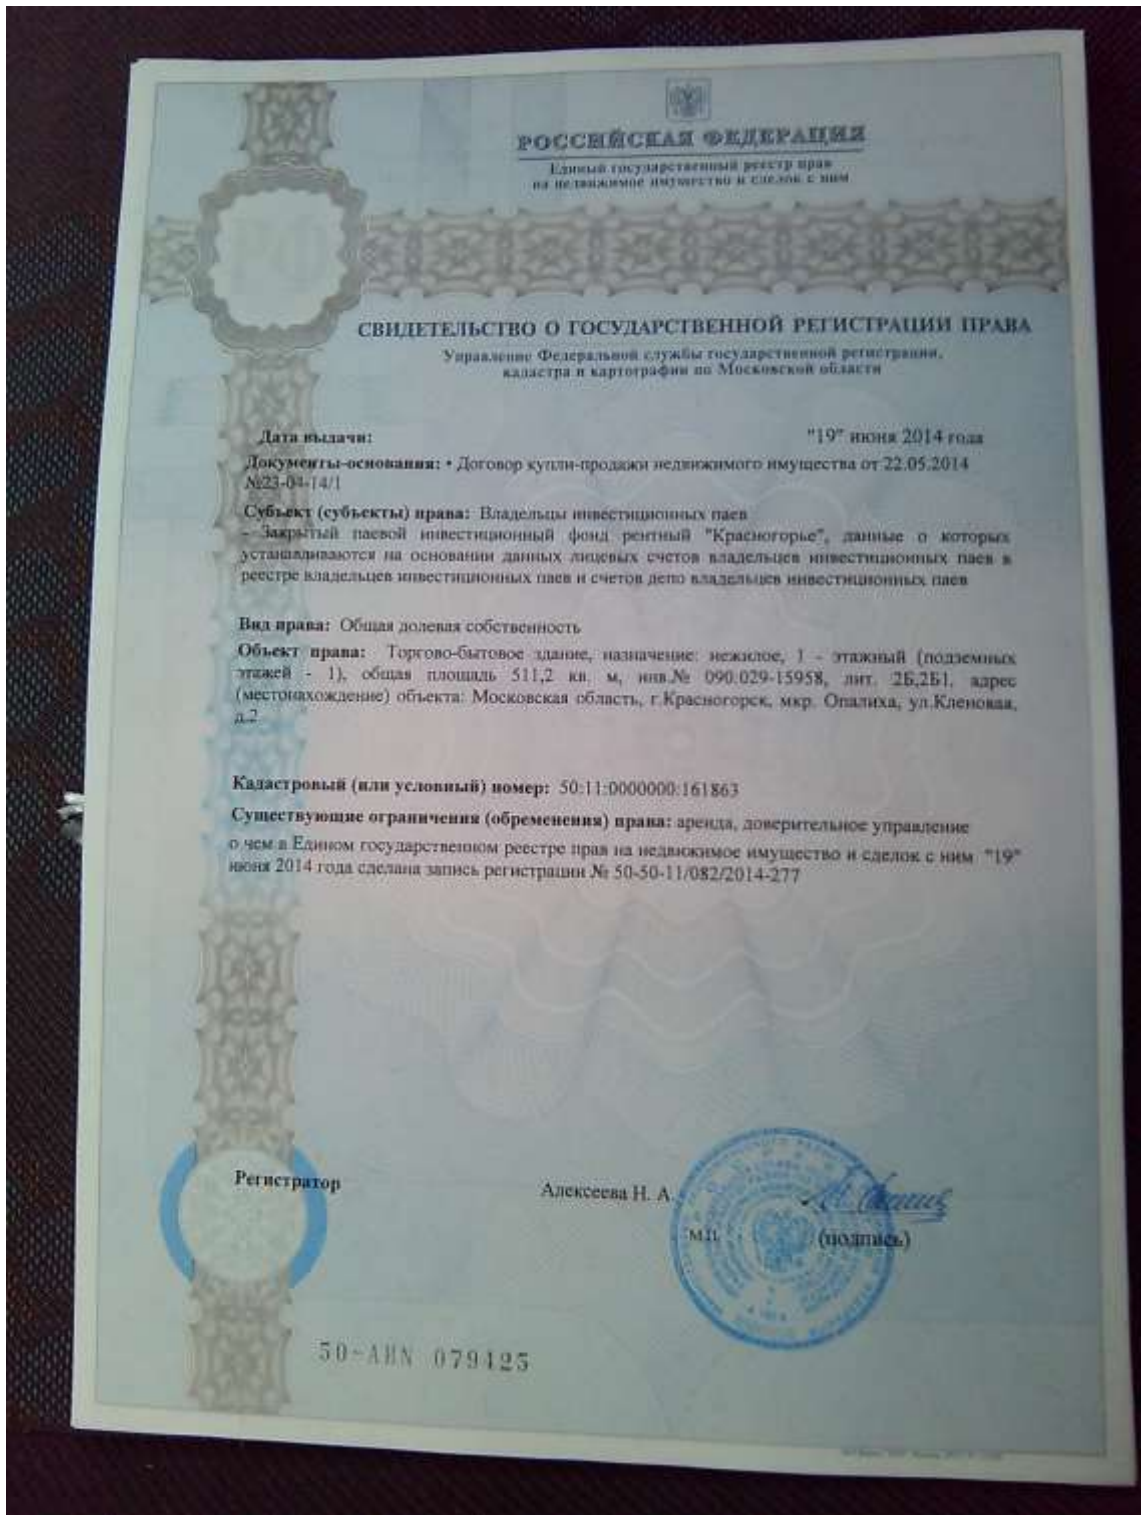 РОССИЙСКАЯ ФЕДЕРАЦИЯ
Единый государственный реестр прав
на недвижимое имущество и сделок с ним
СВИДЕТЕЛЬСТВО О ГОСУДАРСТВЕННОЙ РЕГИСТРАЦИИ ПРАВА
Управление Федеральной службы государственной регистрации,
кадастра и картографии по Московской области
Дата выдачи: "19" июня 2014 года
Документы-основания: • Договор купли-продажи недвижимого имущества от 22.05.2014
№23-04-14/1
Субъект (субъекты) права: Владельцы инвестиционных паев
- Закрытый паевой инвестиционный фонд рентный "Красногорье", данные о которых
устанавливаются на основании данных лицевых счетов владельцев инвестиционных паев в
реестре владельцев инвестиционных паев и счетов депо владельцев инвестиционных паев
Вид права: Общая долевая собственность
Объект права: Торгово-бытовое здание, назначение: нежилое, 1 - этажный (подземных
этажей - 1), общая площадь 511,2 кв. м, инв.№ 090.029-15958, лит. 2Б,2Б1, адрес
(местонахождение) объекта: Московская область, г.Красногорск, мкр. Опалиха, ул.Кленовая,
д.2
Кадастровый (или условный) номер: 50:11:0000000:161863
Существующие ограничения (обременения) права: аренда, доверительное управление
о чем в Едином государственном реестре прав на недвижимое имущество и сделок с ним "19"
июня 2014 года сделана запись регистрации № 50-50-11/082/2014-277
Регистратор
Алексеева Н. А.
М.П.
(подпись)
50-АИN 079425